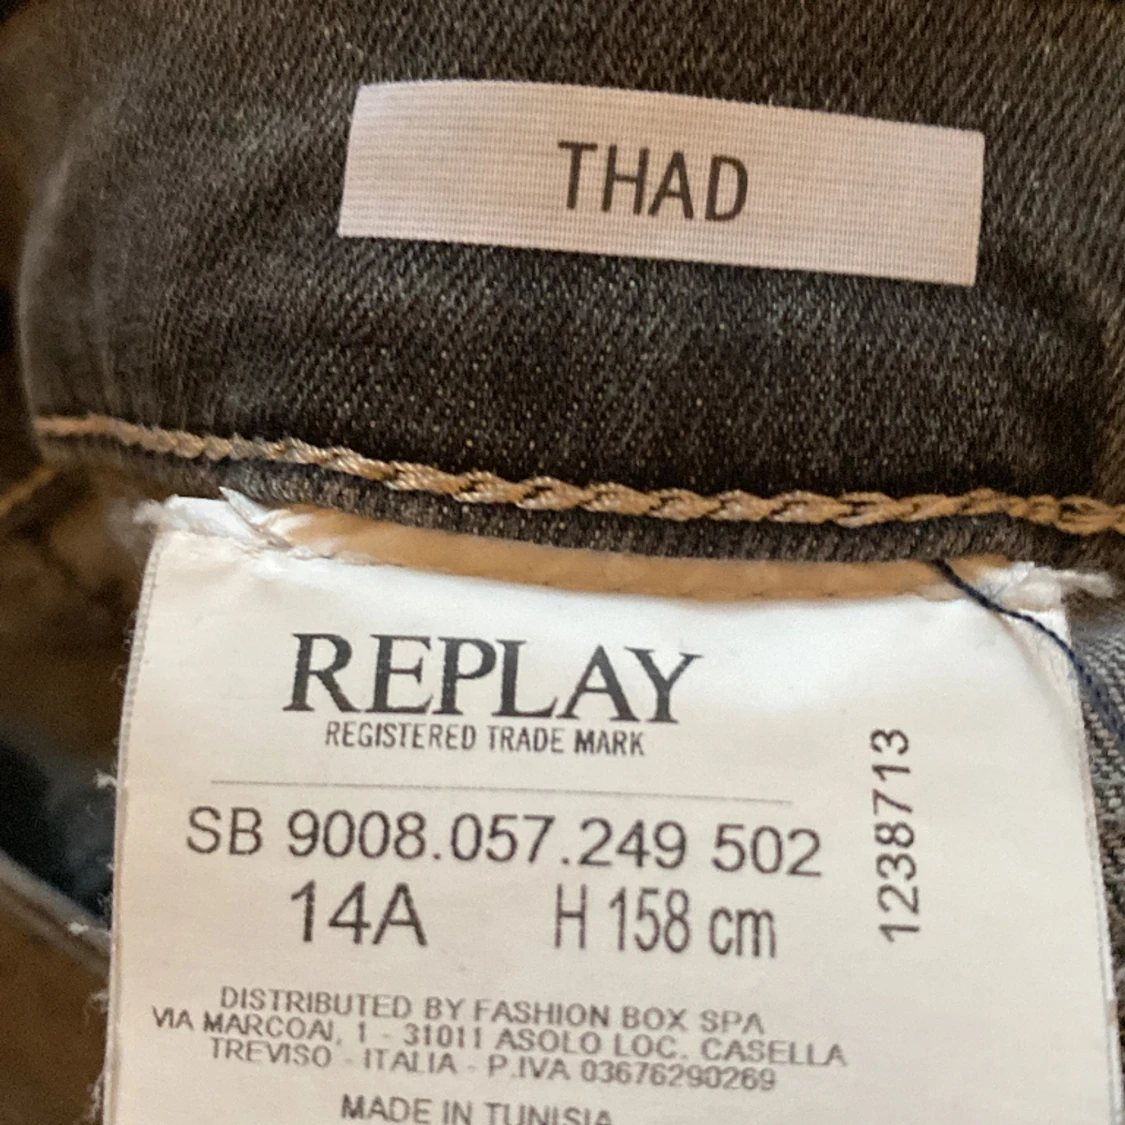 THAD
REPLAY
REGISTERED TRADE MARK
SB 9008.057.249 502
14A H 158 cm
1238713
DISTRIBUTED BY FASHION BOX SPA
VIA MARCOAI, 1 - 31011 ASOLO LOC. CASELLA
TREVISO - ITALIA - P.IVA 03676290269
MADE IN TUNISIA